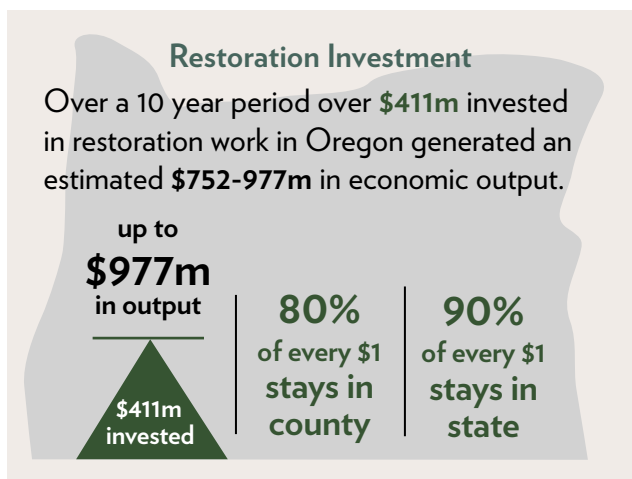 Restoration Investment
Over a 10 year period over $411m invested
in restoration work in Oregon generated an
estimated $752-977m in economic output.
up to
$977m
in output
$411m
invested
80%
of every $1
stays in
county
90%
of every $1
stays in
state